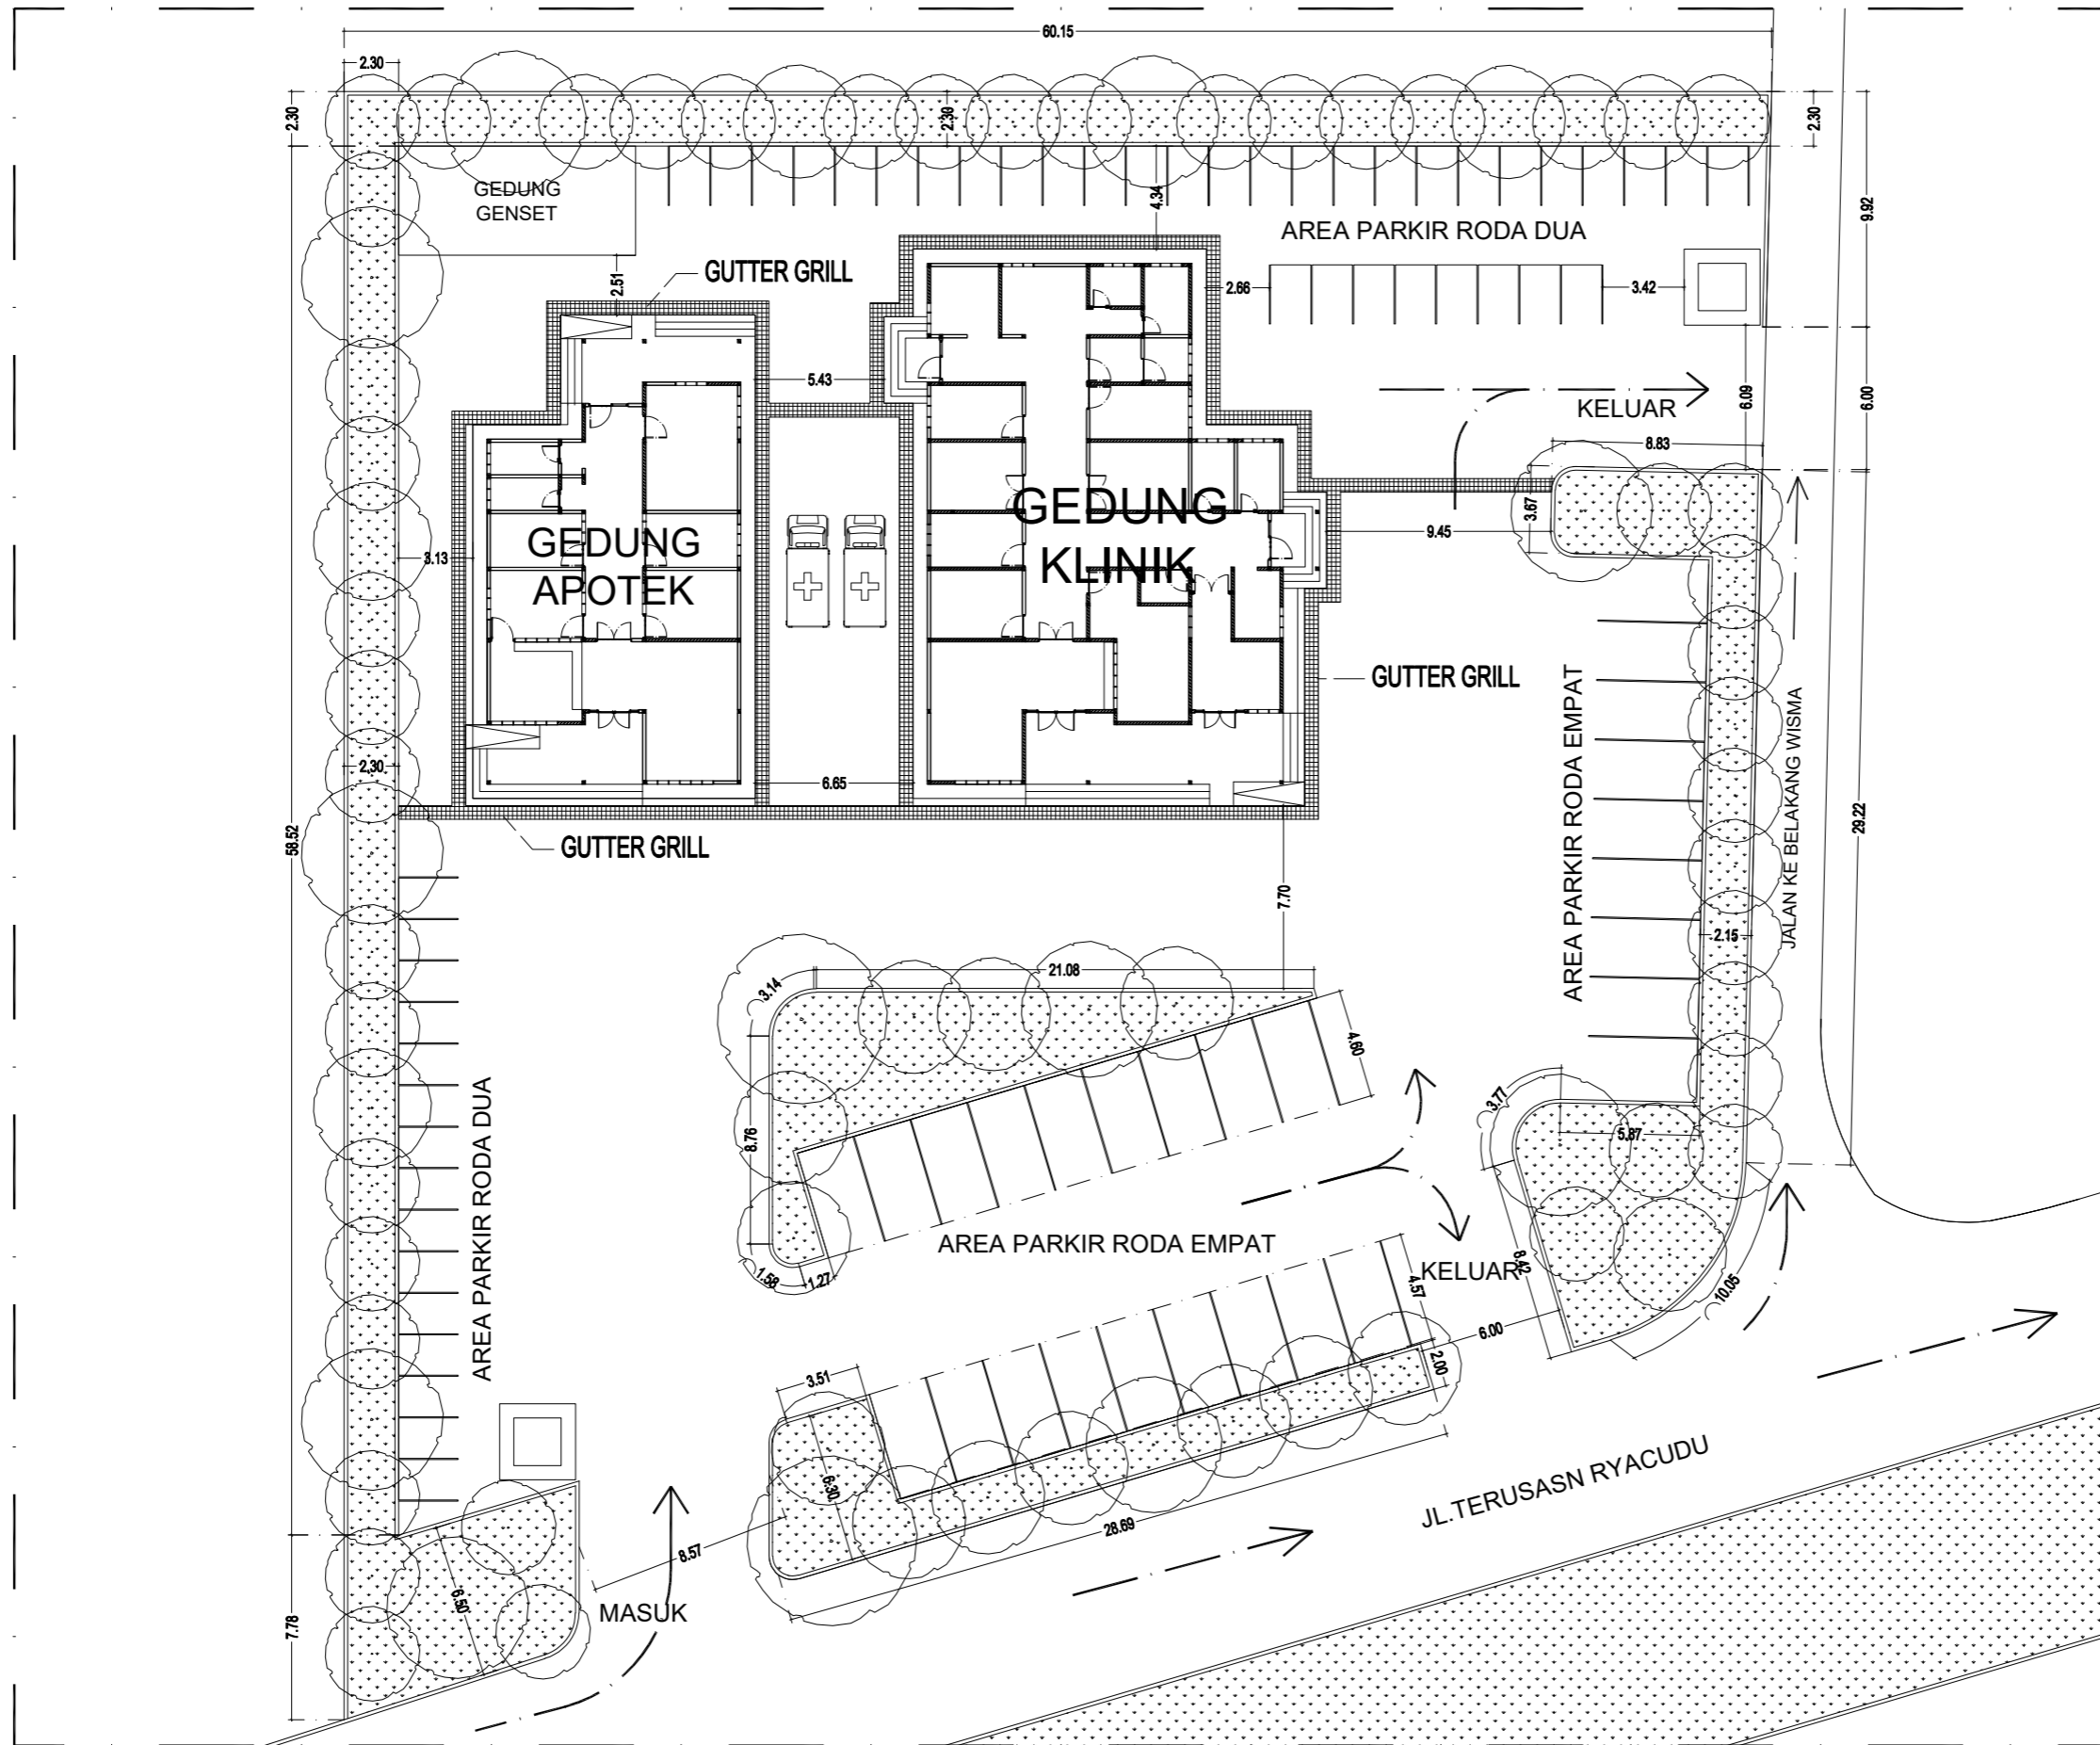 60.15
2.30
2.30
2.30
2.30
GEDUNG
GENSET
4.34
9.92
AREA PARKIR RODA DUA
GUTTER GRILL
2.51
2.66
3.42
5.43
6.09
6.00
KELUAR
8.83
3.67
9.45
GEDUNG
KLINIK
GEDUNG
APOTEK
3.13
GUTTER GRILL
AREA PARKIR RODA EMPAT
JALAN KE BELAKANG WISMA
2.30
6.65
58.52
29.22
GUTTER GRILL
7.70
2.15
21.08
3.14
4.60
8.76
3.77
5.87
AREA PARKIR RODA DUA
AREA PARKIR RODA EMPAT
1.58
1.27
KELUAR
8.42
4.57
10.05
6.00
2.00
3.51
6.30
JL.TERUSASN RYACUDU
28.69
8.57
6.50
MASUK
7.78